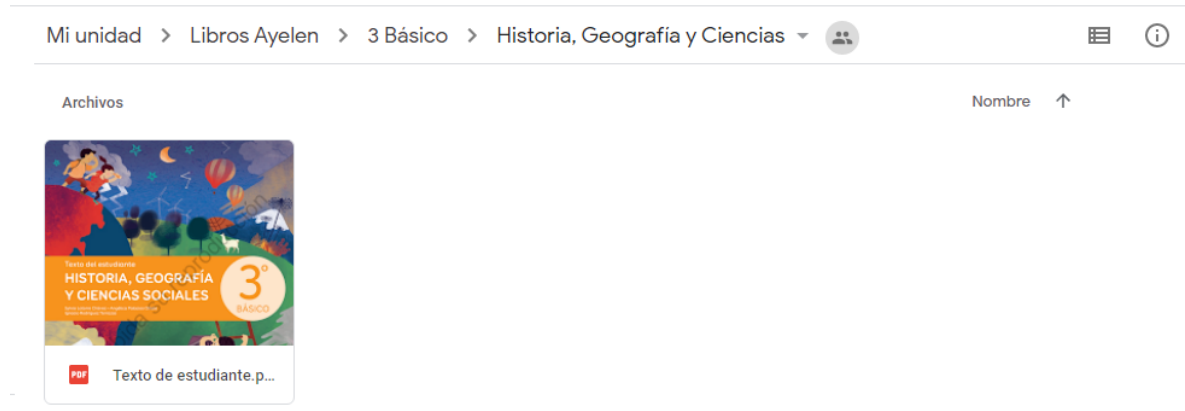 Mi unidad > Libros Ayelen > 3 Básico > Historia, Geografía y Ciencias
Archivos
Nombre
Texto del estudiante
HISTORIA, GEOGRAFÍA
Y CIENCIAS SOCIALES
3°
BÁSICO
PDF
Texto de estudiante.p...